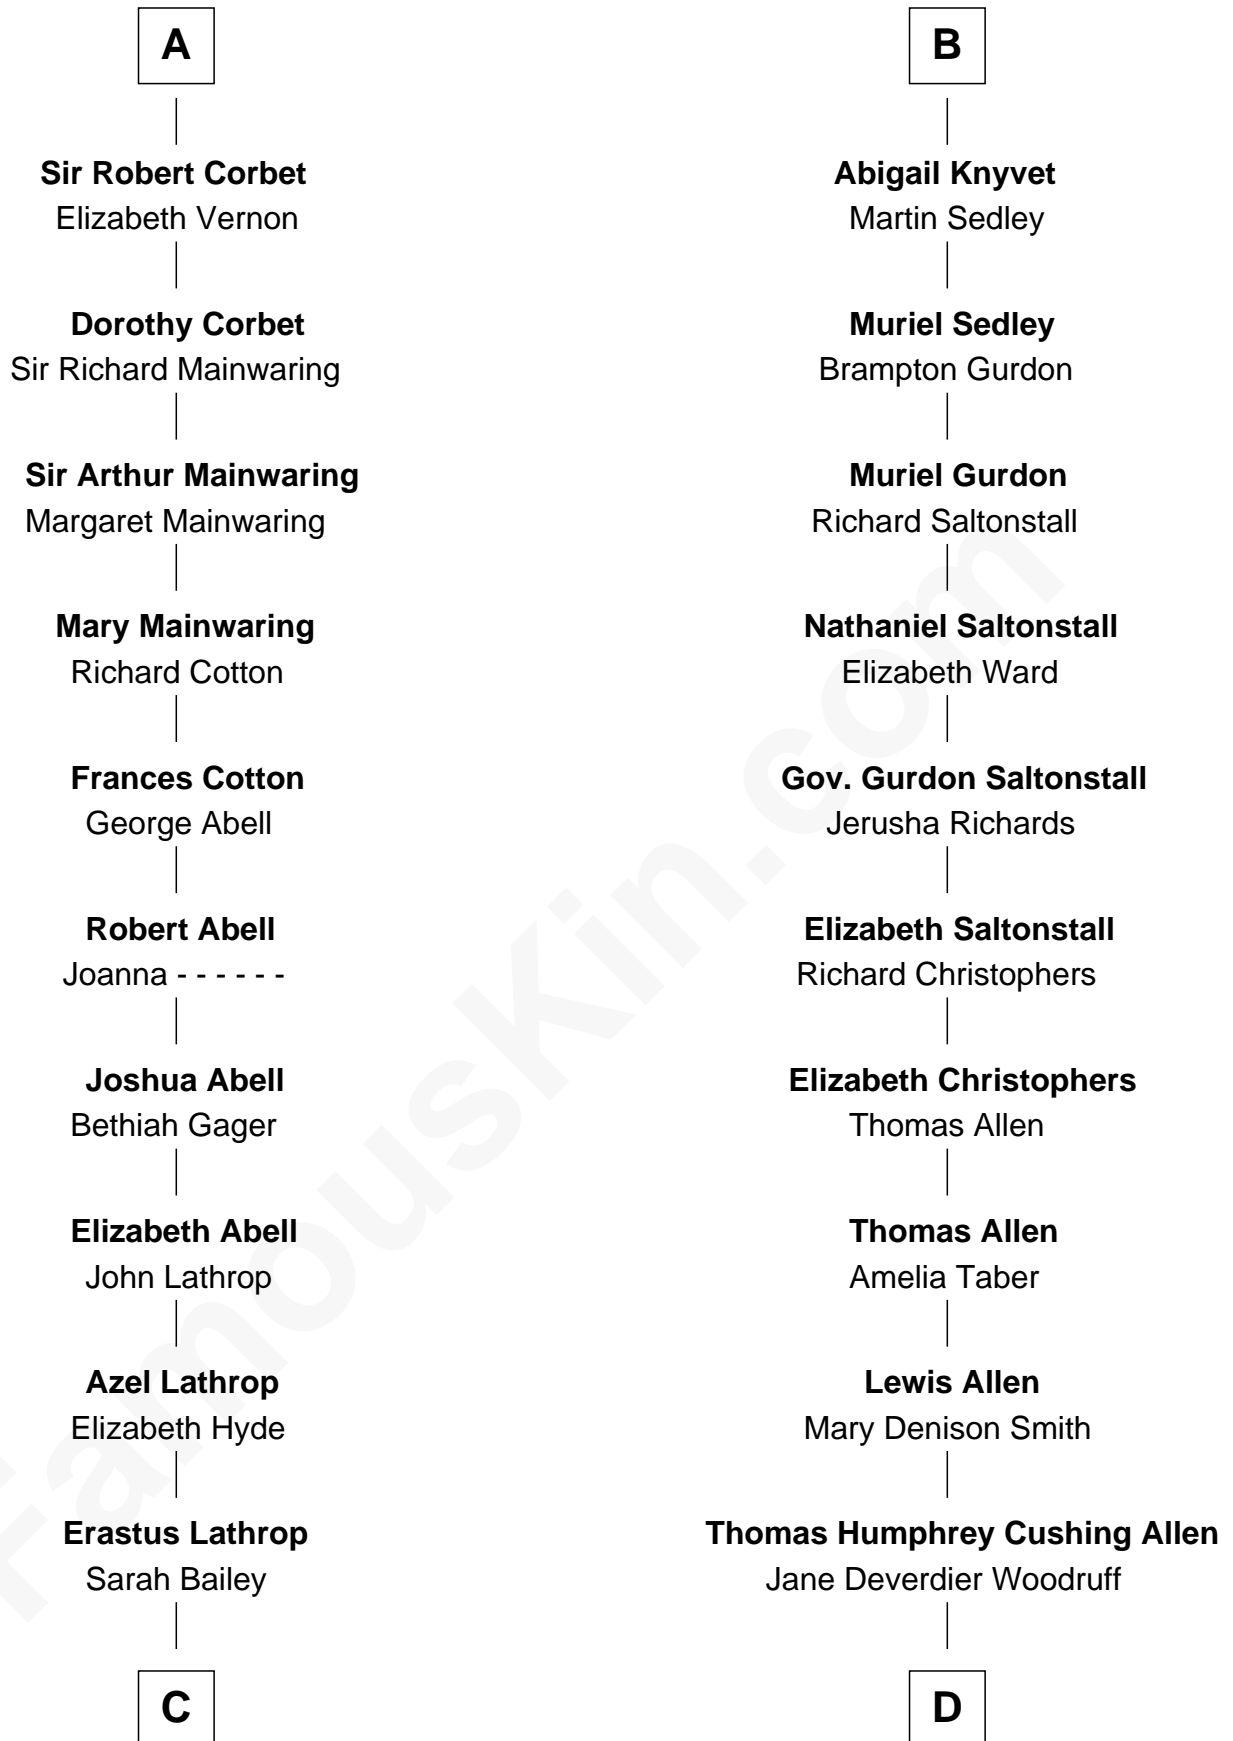 A
Sir Robert Corbet
Elizabeth Vernon
Dorothy Corbet
Sir Richard Mainwaring
Sir Arthur Mainwaring
Margaret Mainwaring
Mary Mainwaring
Richard Cotton
Frances Cotton
George Abell
Robert Abell
Joanna - - - - - -
Joshua Abell
Bethiah Gager
Elizabeth Abell
John Lathrop
Azel Lathrop
Elizabeth Hyde
Erastus Lathrop
Sarah Bailey
C
B
Abigail Knyvet
Martin Sedley
Muriel Sedley
Brampton Gurdon
Muriel Gurdon
Richard Saltonstall
Nathaniel Saltonstall
Elizabeth Ward
Gov. Gurdon Saltonstall
Jerusha Richards
Elizabeth Saltonstall
Richard Christophers
Elizabeth Christophers
Thomas Allen
Thomas Allen
Amelia Taber
Lewis Allen
Mary Denison Smith
Thomas Humphrey Cushing Allen
Jane Deverdier Woodruff
D
FamousKin.com